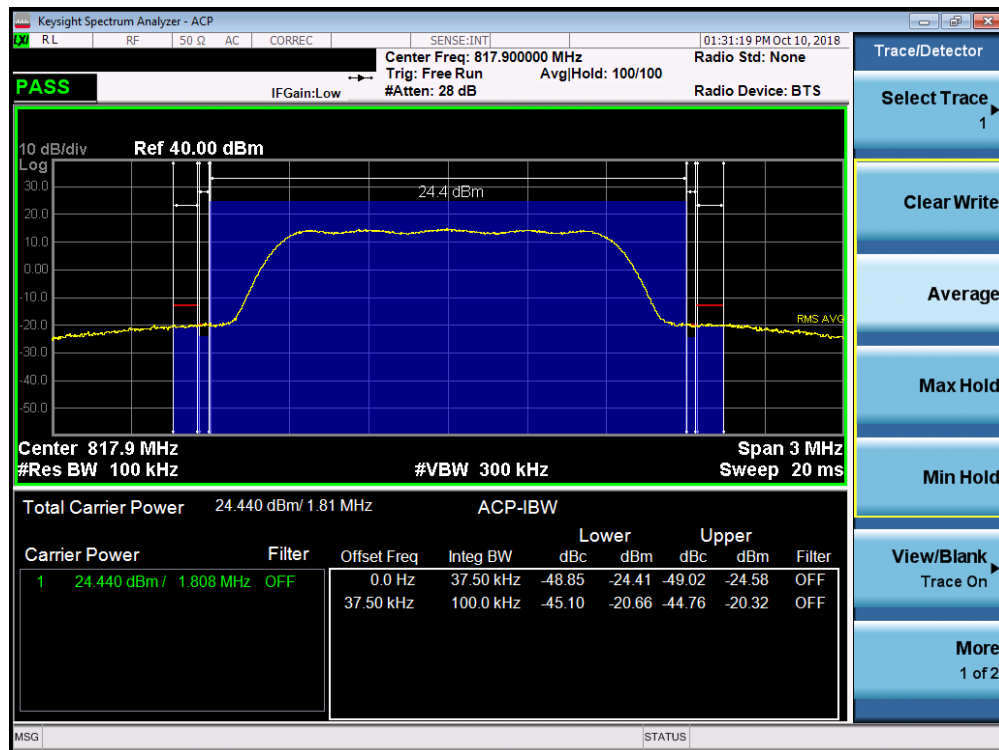 Keysight Spectrum Analyzer - ACP
LXI RL RF 50 Ω AC CORREC SENSE:INT 01:31:19 PM Oct 10, 2018
Center Freq: 817.900000 MHz Radio Std: None
Trig: Free Run Avg|Hold: 100/100
PASS IFGain:Low #Atten: 28 dB Radio Device: BTS
10 dB/div Ref 40.00 dBm
Log
30.0
24.4 dBm
20.0
10.0
0.00
-10.0
RMS AVG
-20.0
-30.0
-40.0
-50.0
Center 817.9 MHz Span 3 MHz
#Res BW 100 kHz #VBW 300 kHz Sweep 20 ms
Total Carrier Power 24.440 dBm/ 1.81 MHz ACP-IBW
Lower Upper
Carrier Power Filter Offset Freq Integ BW dBc dBm dBc dBm Filter
1 24.440 dBm / 1.808 MHz OFF 0.0 Hz 37.50 kHz -48.85 -24.41 -49.02 -24.58 OFF
37.50 kHz 100.0 kHz -45.10 -20.66 -44.76 -20.32 OFF
MSG STATUS
Trace/Detector
Select Trace
1
Clear Write
Average
Max Hold
Min Hold
View/Blank
Trace On
More
1 of 2